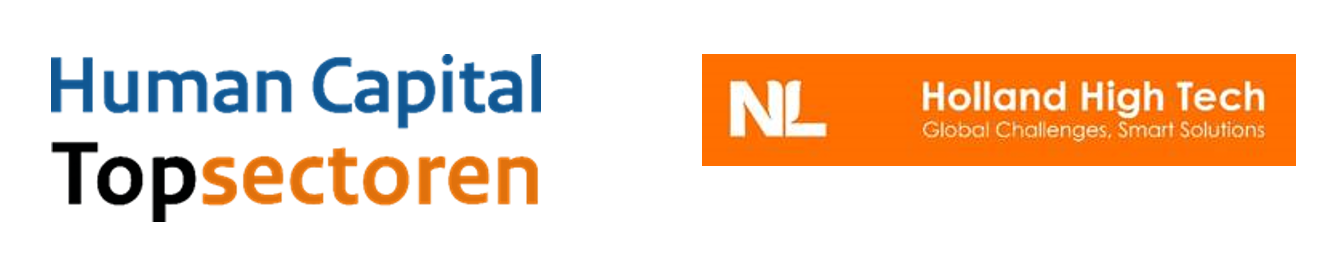 Human Capital
Topsectoren
NL
Holland High Tech
Global Challenges, Smart Solutions